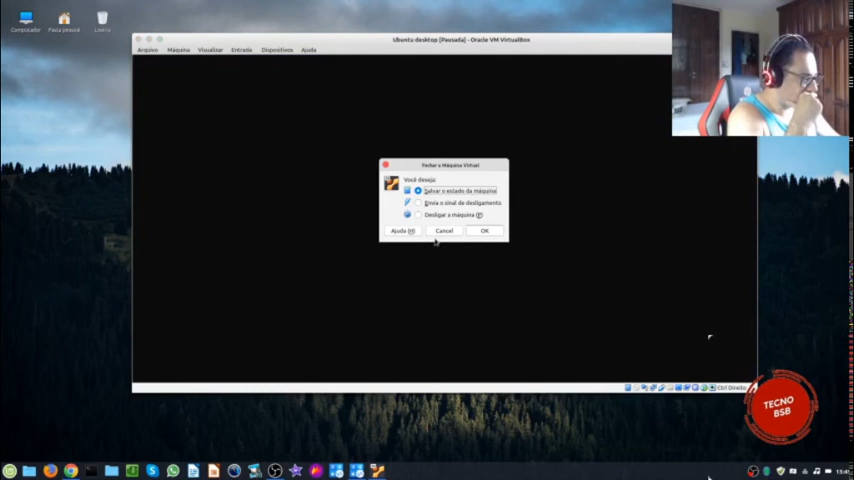 Computador
Pasta pessoal
Lixeira
Ubuntu desktop [Pausada] - Oracle VM VirtualBox
Arquivo Máquina Visualizar Entrada Dispositivos Ajuda
Fechar a Máquina Virtual
Você deseja:
Salvar o estado da máquina
Envia o sinal de desligamento
Desligar a máquina (P)
Ajuda (H) Cancel OK
Ctrl Direito
TECNO
BSB